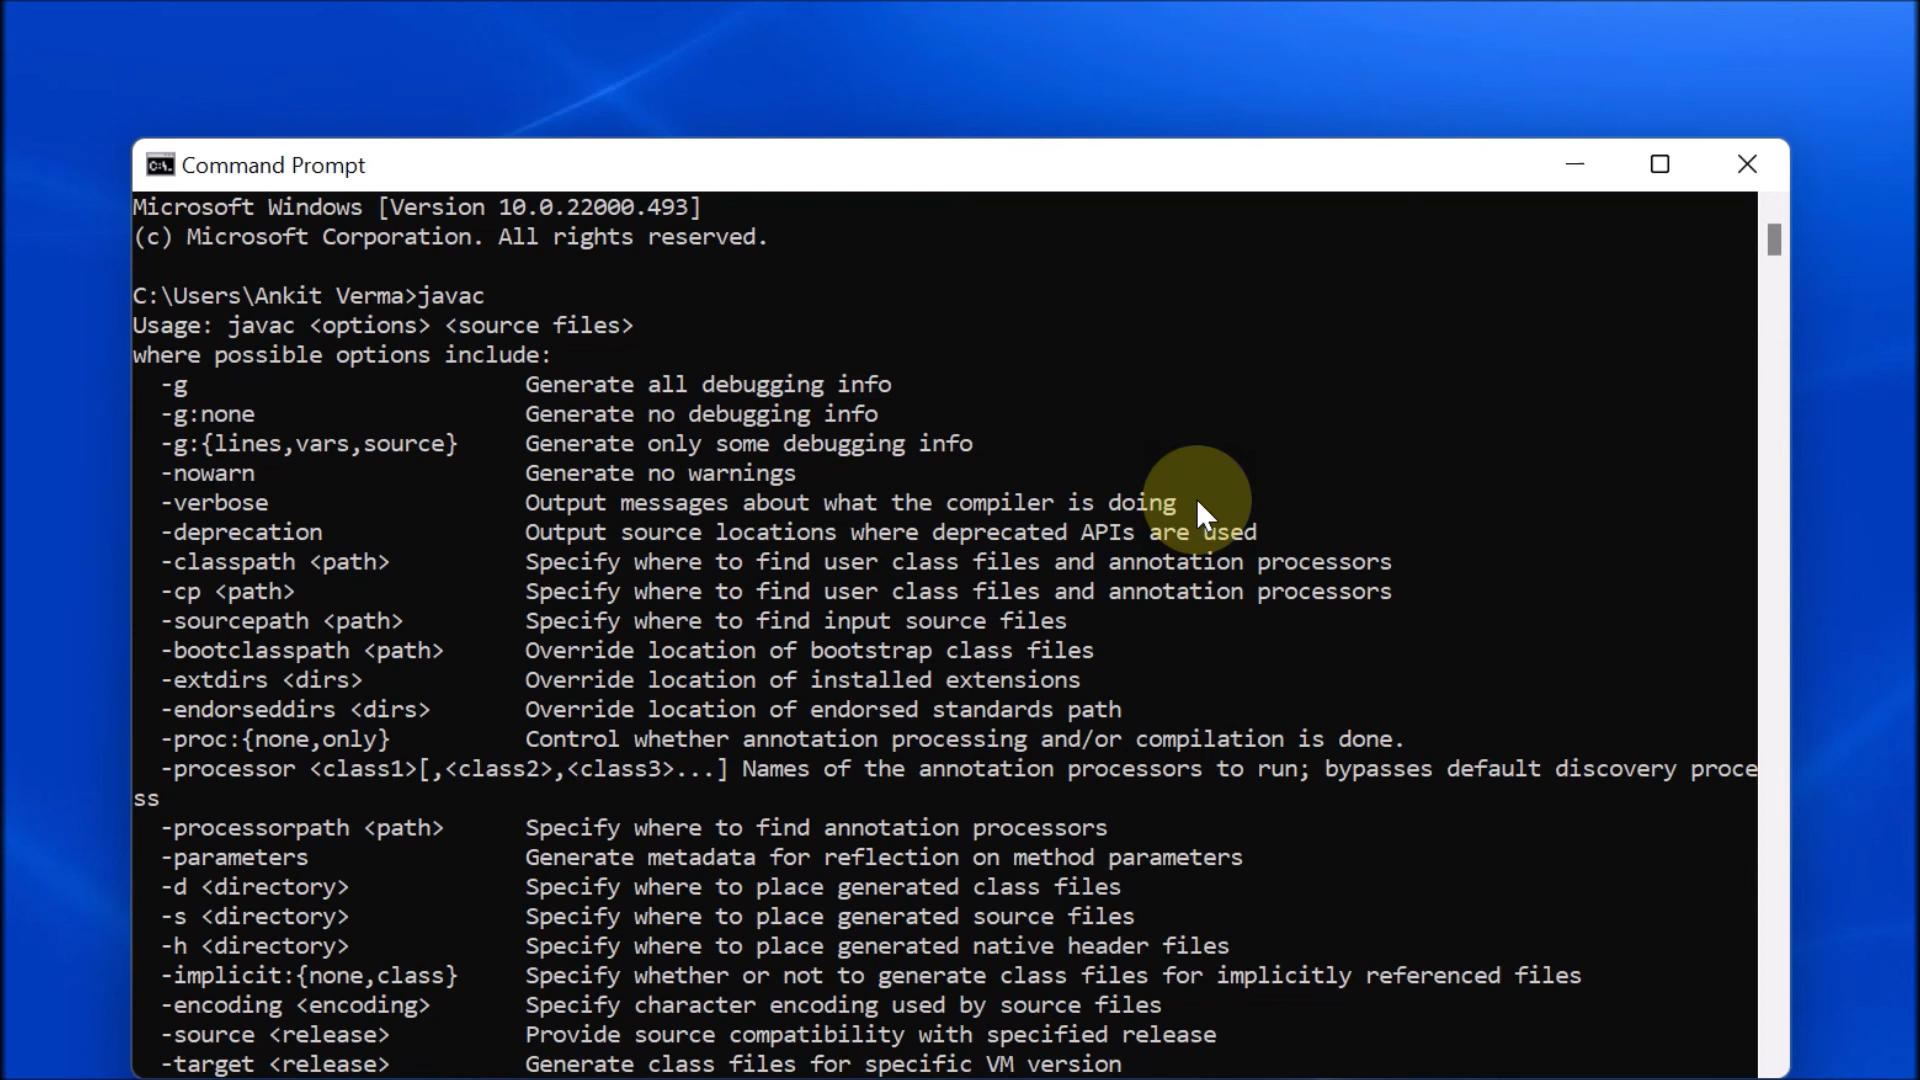 Command Prompt
Microsoft Windows [Version 10.0.22000.493]
(c) Microsoft Corporation. All rights reserved.
C:\Users\Ankit Verma>javac
Usage: javac <options> <source files>
where possible options include:
  -g                         Generate all debugging info
  -g:none                    Generate no debugging info
  -g:{lines,vars,source}     Generate only some debugging info
  -nowarn                    Generate no warnings
  -verbose                   Output messages about what the compiler is doing
  -deprecation               Output source locations where deprecated APIs are used
  -classpath <path>          Specify where to find user class files and annotation processors
  -cp <path>                 Specify where to find user class files and annotation processors
  -sourcepath <path>         Specify where to find input source files
  -bootclasspath <path>      Override location of bootstrap class files
  -extdirs <dirs>            Override location of installed extensions
  -endorseddirs <dirs>       Override location of endorsed standards path
  -proc:{none,only}          Control whether annotation processing and/or compilation is done.
  -processor <class1>[,<class2>,<class3>...] Names of the annotation processors to run; bypasses default discovery proce
ss
  -processorpath <path>      Specify where to find annotation processors
  -parameters                Generate metadata for reflection on method parameters
  -d <directory>             Specify where to place generated class files
  -s <directory>             Specify where to place generated source files
  -h <directory>             Specify where to place generated native header files
  -implicit:{none,class}     Specify whether or not to generate class files for implicitly referenced files
  -encoding <encoding>       Specify character encoding used by source files
  -source <release>          Provide source compatibility with specified release
  -target <release>          Generate class files for specific VM version